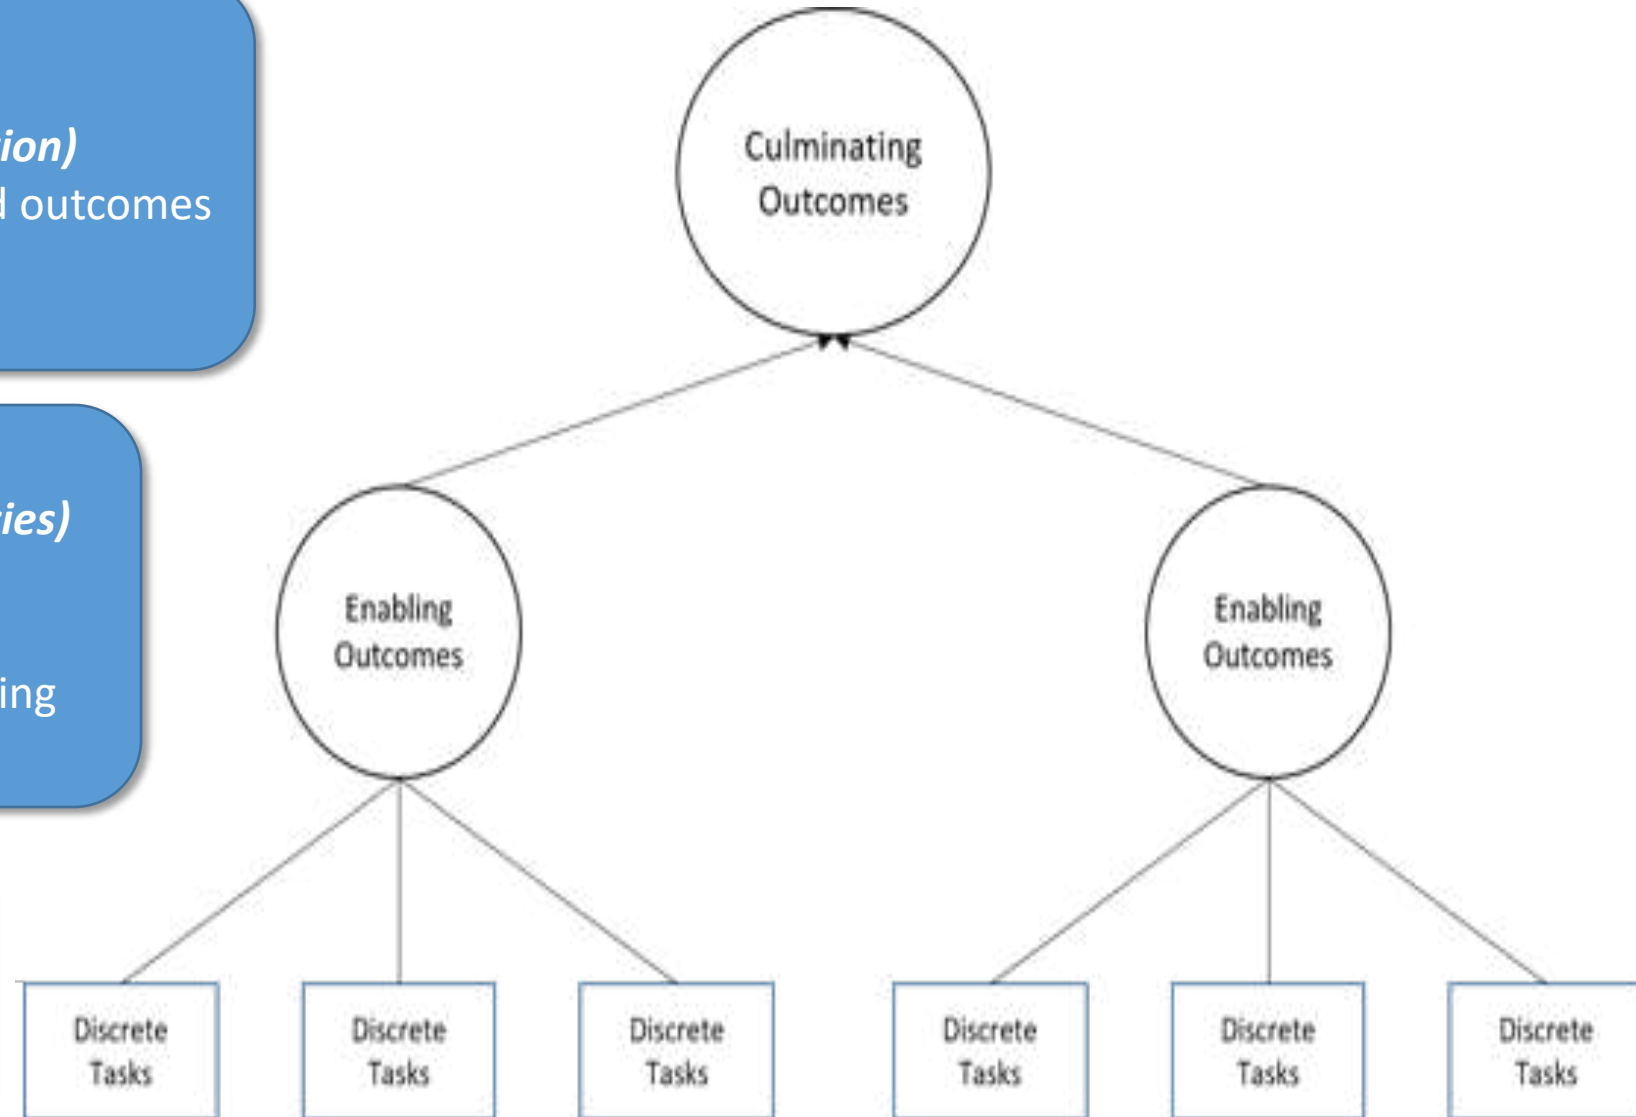 ion)
d outcomes
Culminating
Outcomes
ries)
ing
Enabling
Outcomes
Enabling
Outcomes
Discrete
Tasks
Discrete
Tasks
Discrete
Tasks
Discrete
Tasks
Discrete
Tasks
Discrete
Tasks